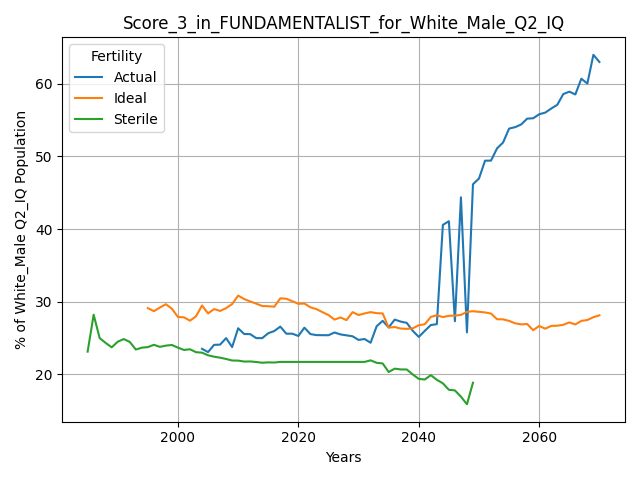 Score_3_in_FUNDAMENTALIST_for_White_Male_Q2_IQ
Fertility
Actual
Ideal
Sterile
% of White_Male Q2_IQ Population
60
50
40
30
20
2000
2020
2040
2060
Years